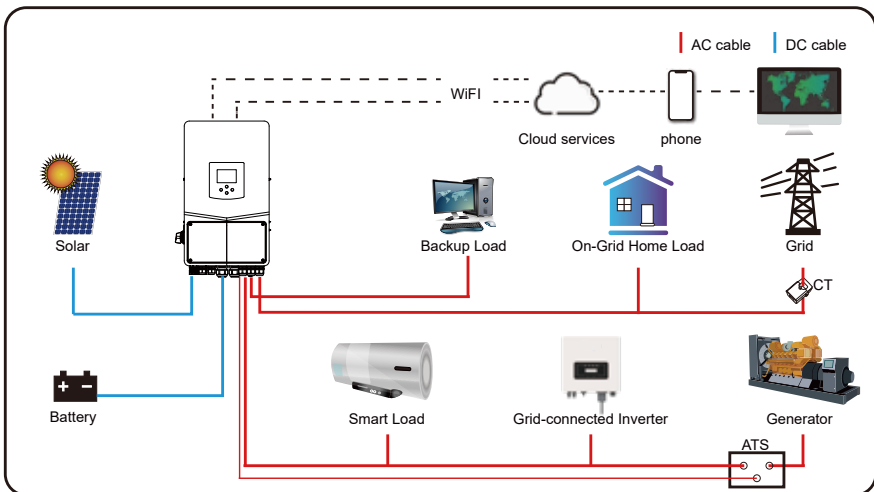 AC cable
DC cable
WiFI
Cloud services
phone
Solar
Backup Load
On-Grid Home Load
Grid
CT
Battery
Smart Load
Grid-connected Inverter
Generator
ATS